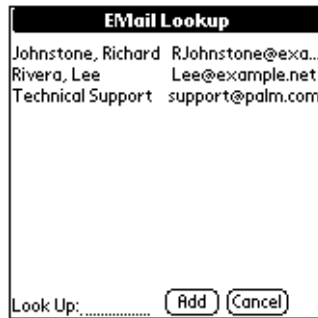 EMail Lookup
Johnstone, Richard RJohnstone@exa...
Rivera, Lee Lee@example.net
Technical Support support@palm.com
Look Up: Add Cancel